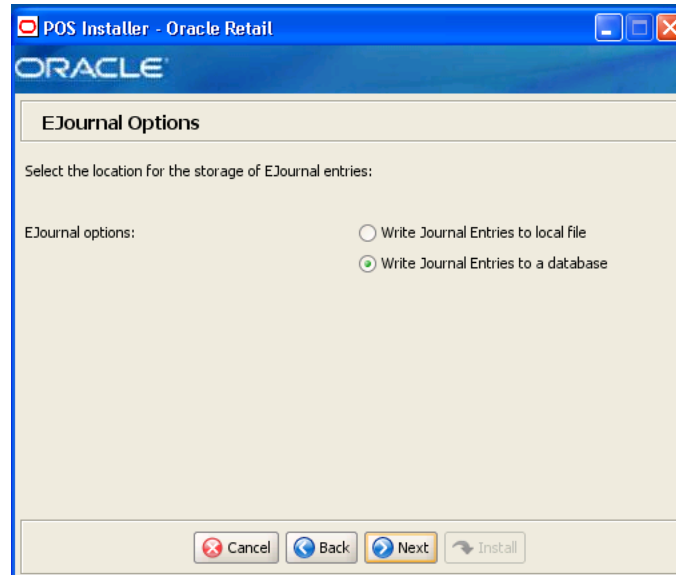 POS Installer - Oracle Retail
ORACLE
EJournal Options
Select the location for the storage of EJournal entries:
EJournal options:
Write Journal Entries to local file
Write Journal Entries to a database
Cancel Back Next Install